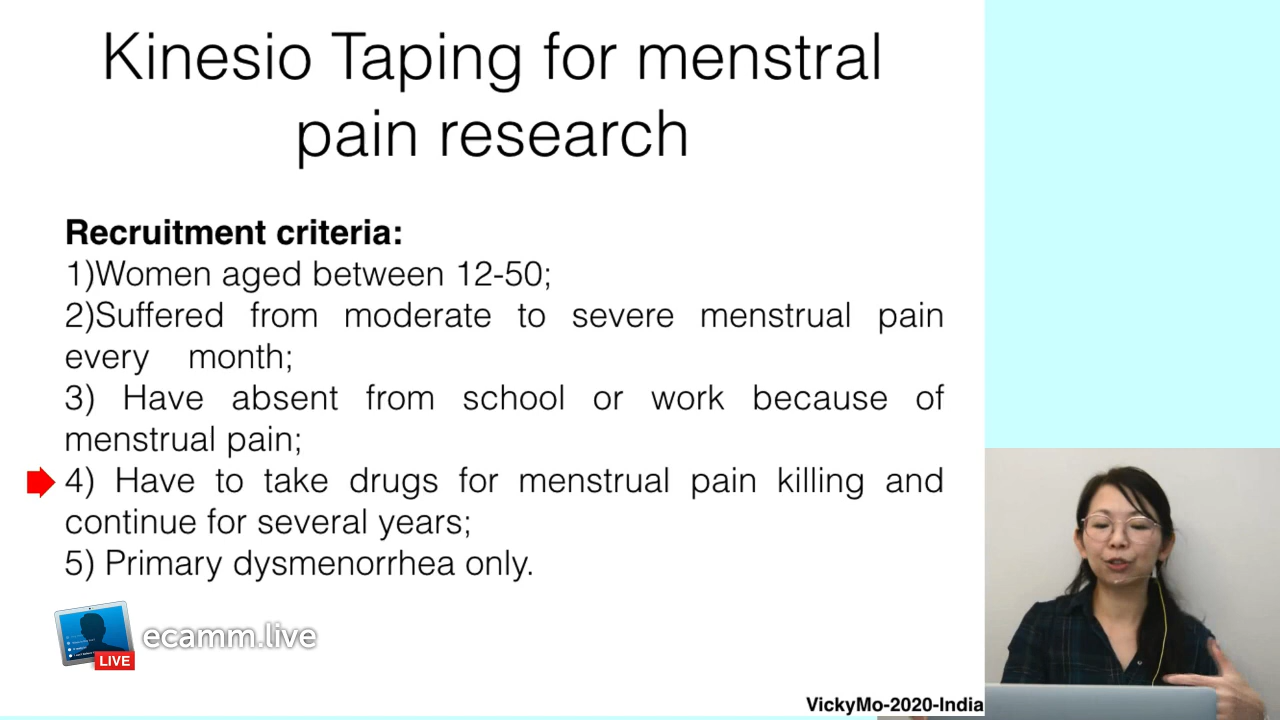 Kinesio Taping for menstral
pain research
Recruitment criteria:
1)Women aged between 12-50;
2)Suffered from moderate to severe menstrual pain
every month;
3) Have absent from school or work because of
menstrual pain;
4) Have to take drugs for menstrual pain killing and
continue for several years;
5) Primary dysmenorrhea only.
ecamm.live
LIVE
VickyMo-2020-India